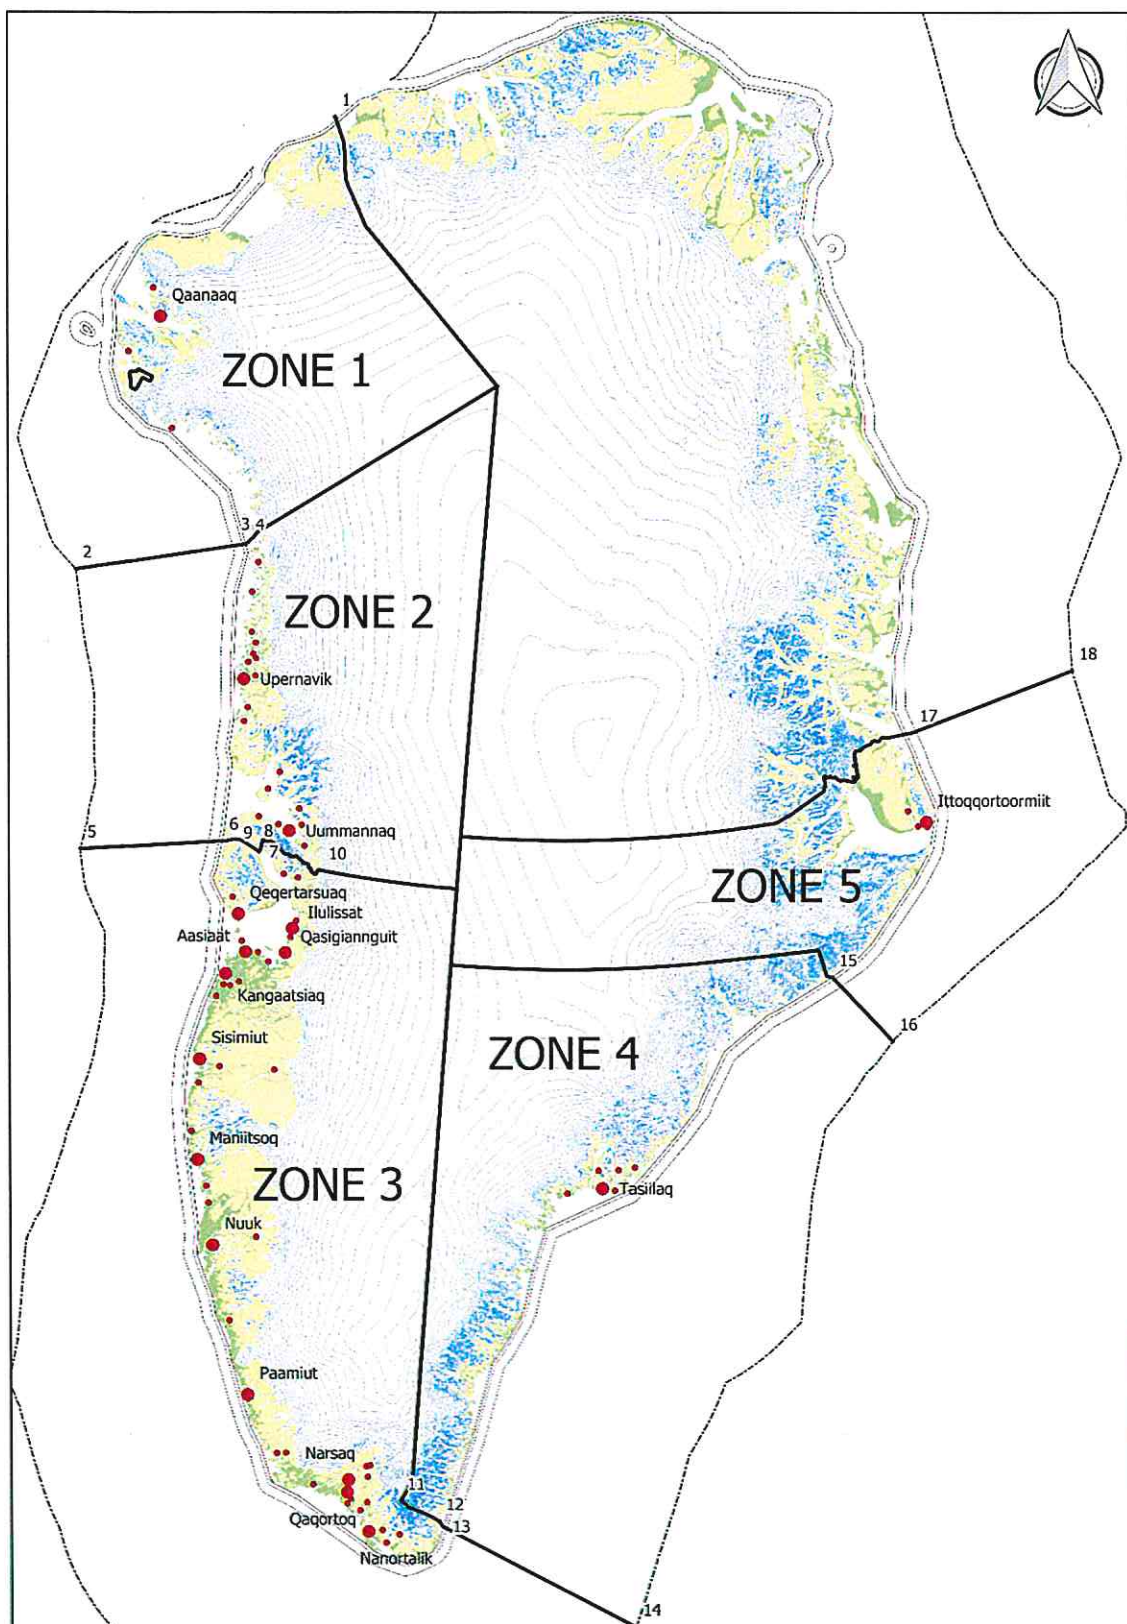 1
Qaanaaq
ZONE 1
3 4
2
ZONE 2
18
Upernavik
17
Ittoqqortoormiit
6
5
9 8
Uummannaq
7
10
ZONE 5
Qeqertarsuaq
Ilulissat
Aasiaat
Qasigiannguit
15
Kangaatsiaq
16
Sisimiut
ZONE 4
Maniitsoq
ZONE 3
Tasiilaq
Nuuk
Paamiut
Narsaq
11
12
Qaqortoq
13
Nanortalik
14